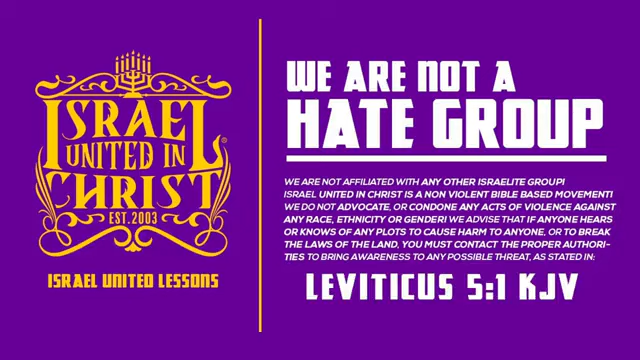 ISRAEL
UNITED IN
CHRIST
EST. 2003
ISRAEL UNITED LESSONS
WE ARE NOT A
HATE GROUP
WE ARE NOT AFFILIATED WITH ANY OTHER ISRAELITE GROUP!
ISRAEL UNITED IN CHRIST IS A NON VIOLENT BIBLE BASED MOVEMENT!
WE DO NOT ADVOCATE, OR CONDONE ANY ACTS OF VIOLENCE AGAINST
ANY RACE, ETHNICITY OR GENDER! WE ADVISE THAT IF ANYONE HEARS
OR KNOWS OF ANY PLOTS TO CAUSE HARM TO ANYONE, OR TO BREAK
THE LAWS OF THE LAND, YOU MUST CONTACT THE PROPER AUTHORI-
TIES TO BRING AWARENESS TO ANY POSSIBLE THREAT, AS STATED IN:
LEVITICUS 5:1 KJV